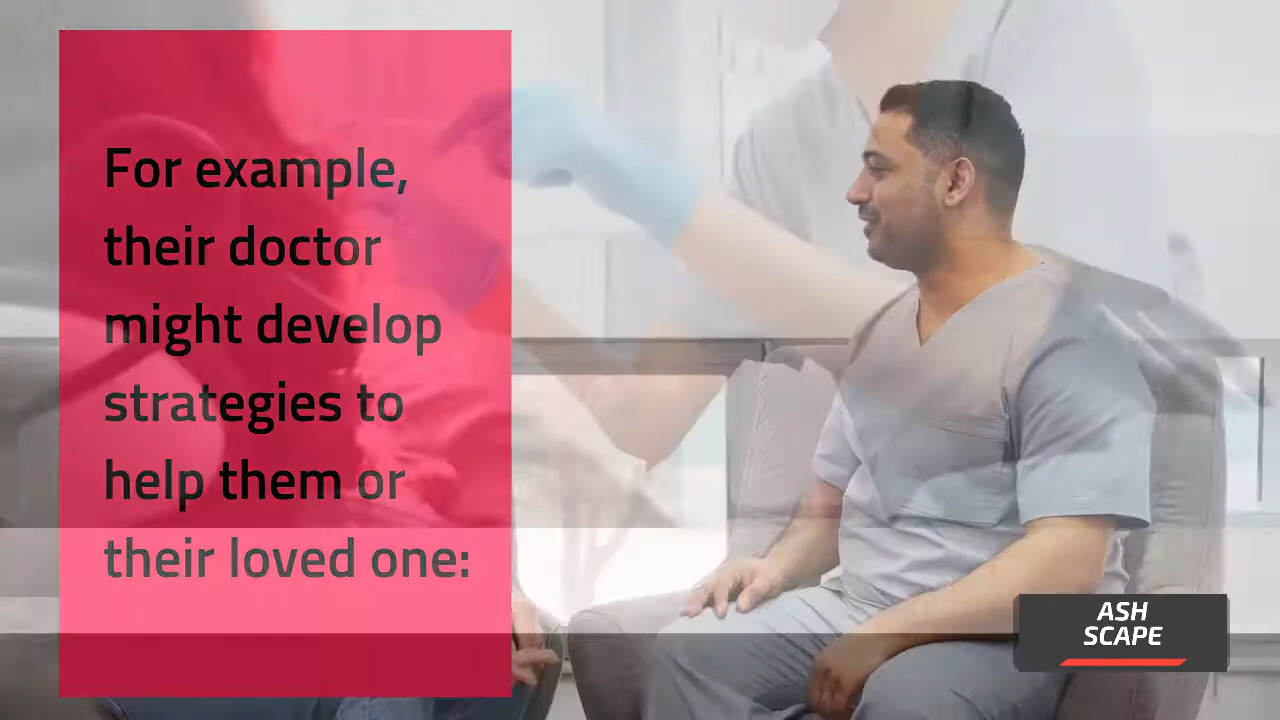 For example,
their doctor
might develop
strategies to
help them or
their loved one:
ASH
SCAPE